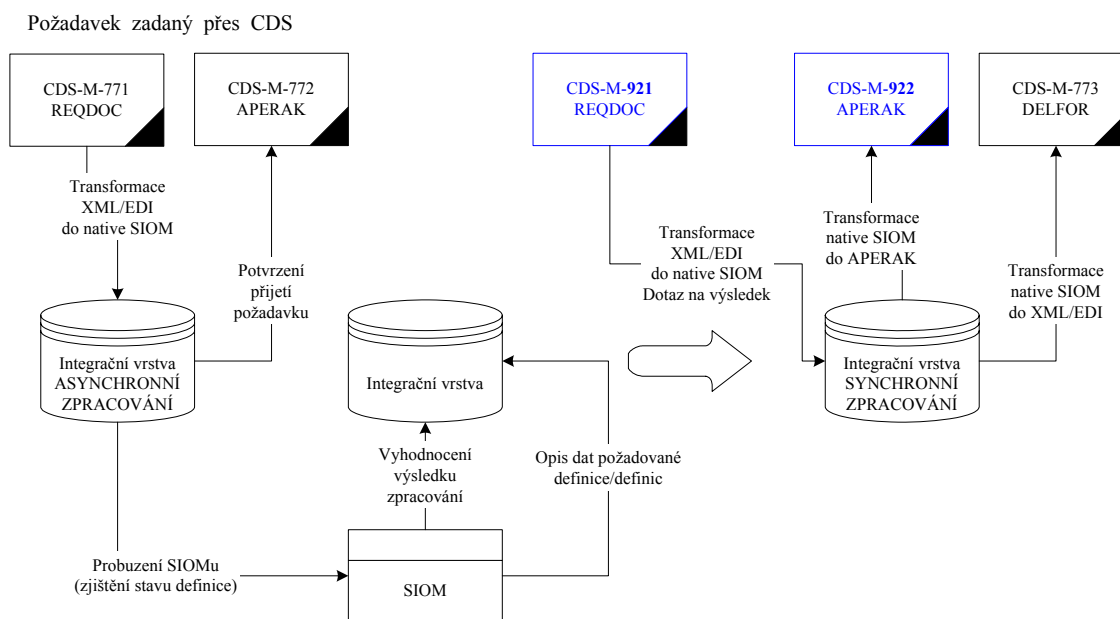 Požadavek zadaný přes CDS
CDS-M-771
REQDOC
CDS-M-772
APERAK
CDS-M-921
REQDOC
CDS-M-922
APERAK
CDS-M-773
DELFOR
Transformace
XML/EDI
do native SIOM
Potvrzení
přijetí
požadavku
Transformace
XML/EDI
do native SIOM
Dotaz na výsledek
Transformace
native SIOM
do APERAK
Transformace
native SIOM
do XML/EDI
Integrační vrstva
ASYNCHRONNÍ
ZPRACOVÁNÍ
Integrační vrstva
Integrační vrstva
SYNCHRONNÍ
ZPRACOVÁNÍ
Vyhodnocení
výsledku
zpracování
Opis dat požadované
definice/definic
Probuzení SIOMu
(zjištění stavu definice)
SIOM